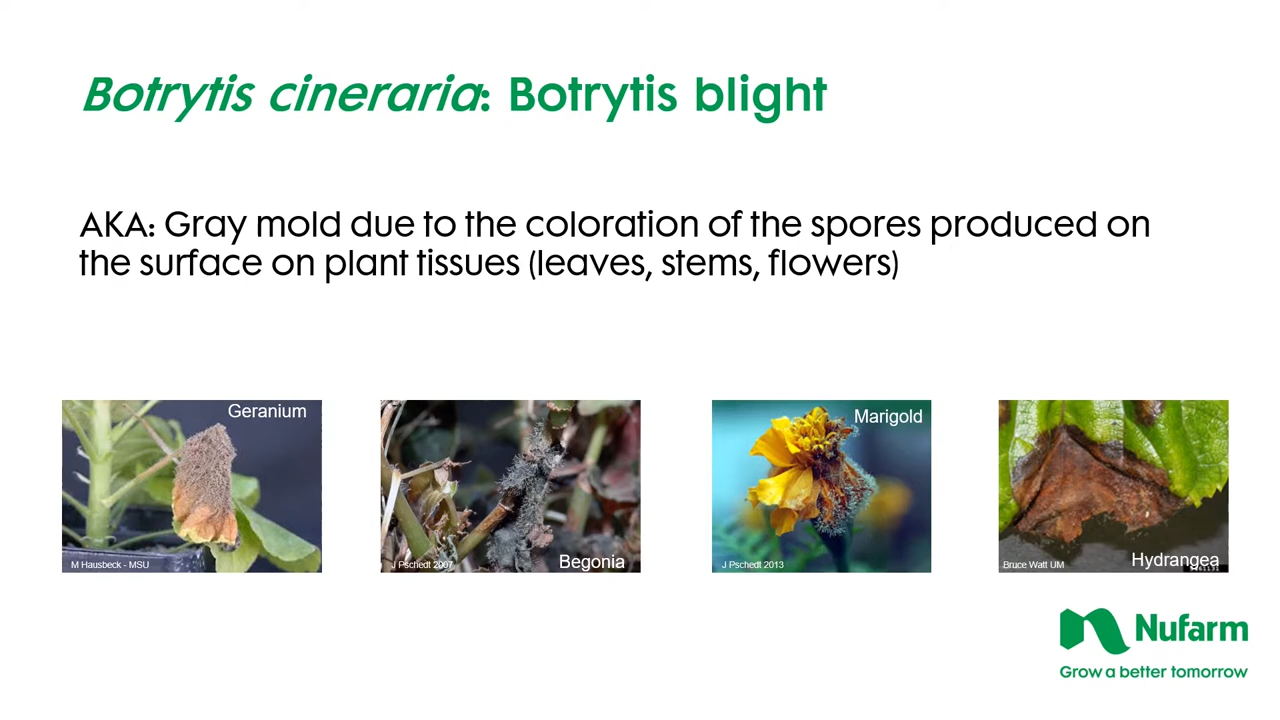 Botrytis cineraria: Botrytis blight
AKA: Gray mold due to the coloration of the spores produced on
the surface on plant tissues (leaves, stems, flowers)
Geranium
M Hausbeck - MSU
J Pschedt 2007
Begonia
Marigold
J Pschedt 2013
Bruce Watt UM
Hydrangea
Nufarm
Grow a better tomorrow